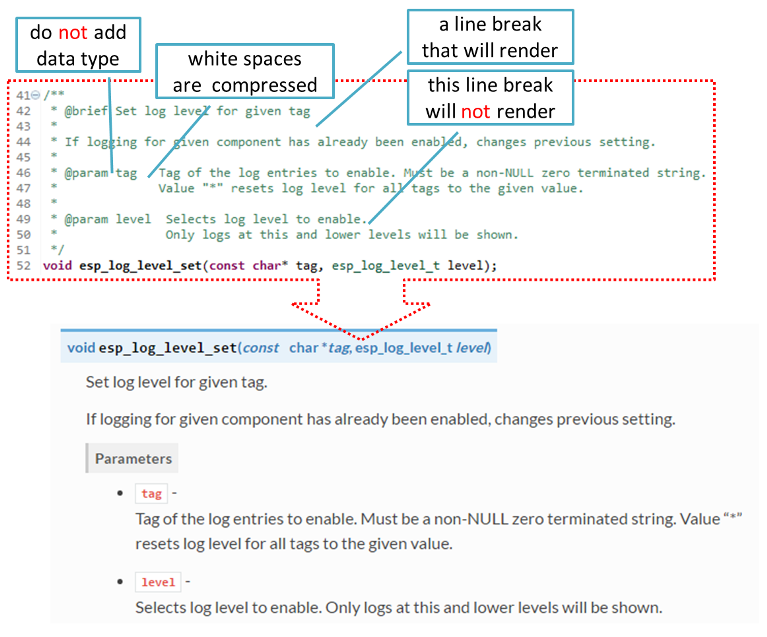 do not add
data type
white spaces
are compressed
a line break
that will render
this line break
will not render
41 /**
42  * @brief Set log level for given tag
43  *
44  * If logging for given component has already been enabled, changes previous setting.
45  *
46  * @param tag   Tag of the log entries to enable. Must be a non-NULL zero terminated string.
47  *              Value "*" resets log level for all tags to the given value.
48  *
49  * @param level  Selects log level to enable.
50  *               Only logs at this and lower levels will be shown.
51  */
52 void esp_log_level_set(const char* tag, esp_log_level_t level);
void esp_log_level_set(const char *tag, esp_log_level_t level)
Set log level for given tag.
If logging for given component has already been enabled, changes previous setting.
Parameters
• tag -
Tag of the log entries to enable. Must be a non-NULL zero terminated string. Value “*”
resets log level for all tags to the given value.
• level -
Selects log level to enable. Only logs at this and lower levels will be shown.